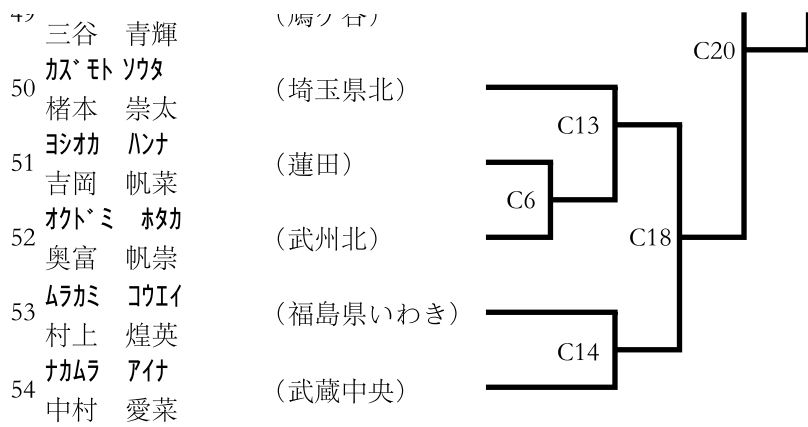 三谷 青輝
C20
50 ｶｽﾞﾓﾄ ｿｳﾀ
楮本 崇太 (埼玉県北)
C13
51 ﾖｼｵｶ ﾊﾝﾅ
吉岡 帆菜 (蓮田)
C6
52 ｵｸﾄﾞﾐ ﾎﾀｶ
奥富 帆崇 (武州北)
C18
53 ﾑﾗｶﾐ ｺｳｴｲ
村上 煌英 (福島県いわき)
C14
54 ﾅｶﾑﾗ ｱｲﾅ
中村 愛菜 (武蔵中央)